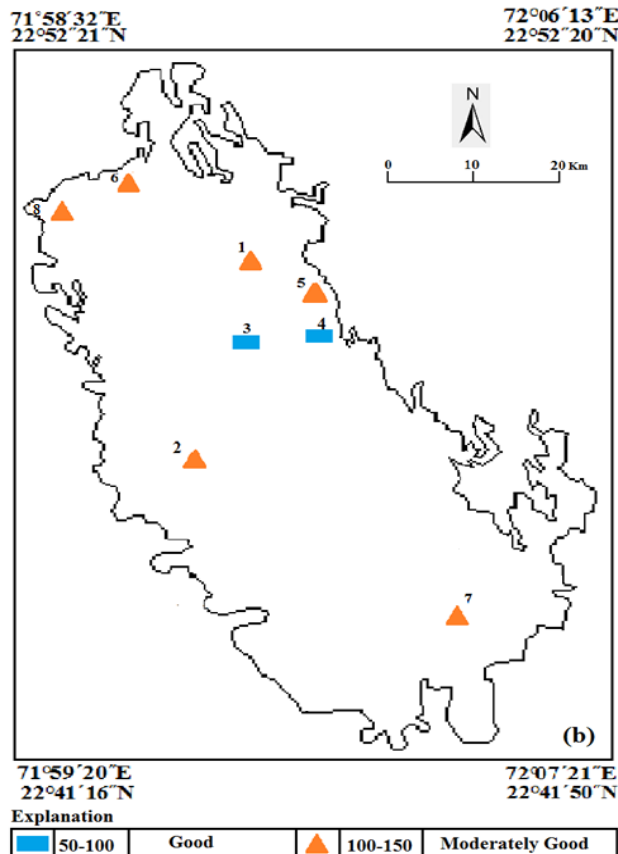 71°58´32˝E 72°06´13˝E
22°52˝21˝N 22°52˝20˝N
N
0 10 20 Km
6
8
1
5
3 4
2
7
(b)
71°59˝20˝E 72°07˝21˝E
22°41˝16˝N 22°41˝50˝N
Explanation
50-100 Good 100-150 Moderately Good